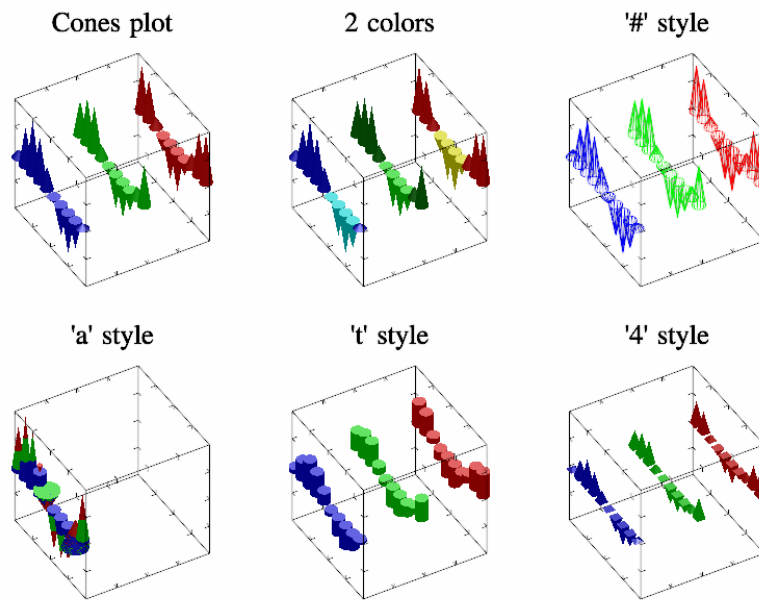 Cones plot
2 colors
'#' style
'a' style
't' style
'4' style